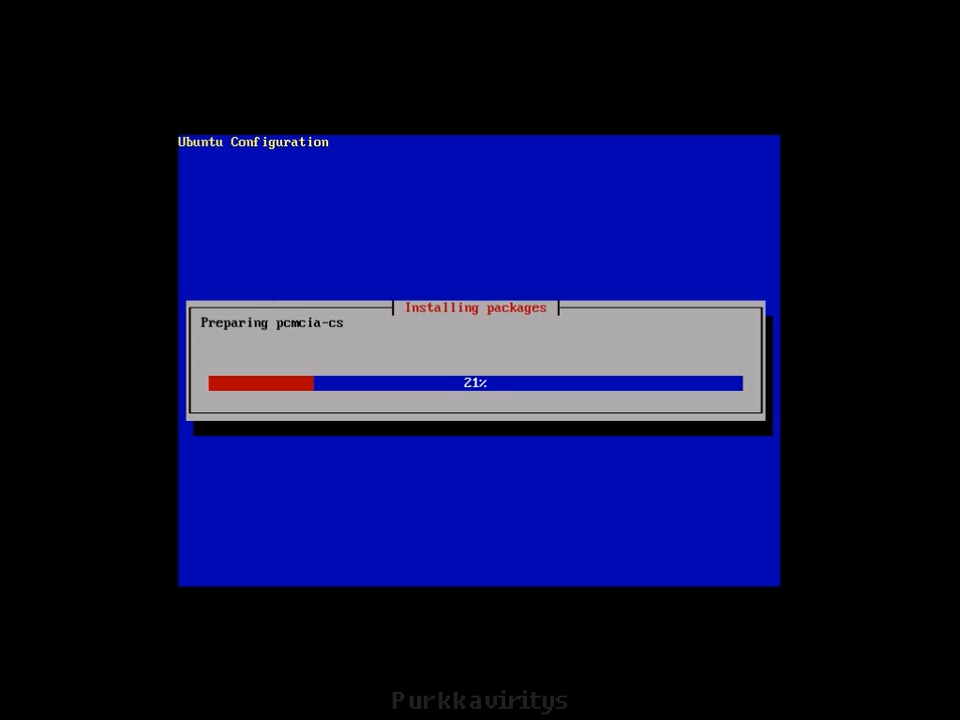 Ubuntu Configuration
Installing packages
Preparing pcmcia-cs
21%
Purkkaviritys